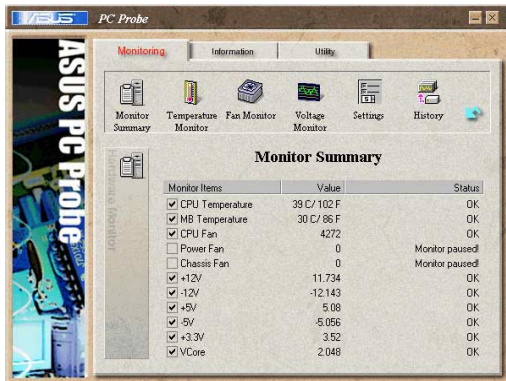 ASUS PC Probe
ASUS PC Probe
Monitoring Information Utility
Monitor Summary
Temperature Monitor
Fan Monitor
Voltage Monitor
Settings
History
Hardware Monitor
Monitor Summary
Monitor Items Value Status
CPU Temperature 39 C/ 102 F OK
MB Temperature 30 C/ 86 F OK
CPU Fan 4272 OK
Power Fan 0 Monitor paused!
Chassis Fan 0 Monitor paused!
+12V 11.734 OK
-12V -12.143 OK
+5V 5.08 OK
-5V -5.056 OK
+3.3V 3.52 OK
VCore 2.048 OK